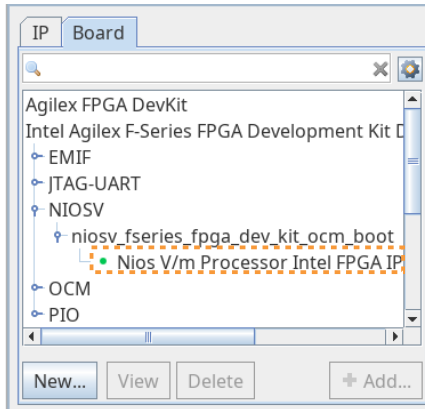 IP Board
Agilex FPGA DevKit
Intel Agilex F-Series FPGA Development Kit D
EMIF
JTAG-UART
NIOSV
niosv_fseries_fpga_dev_kit_ocm_boot
Nios V/m Processor Intel FPGA IP
OCM
PIO
New... View Delete + Add...